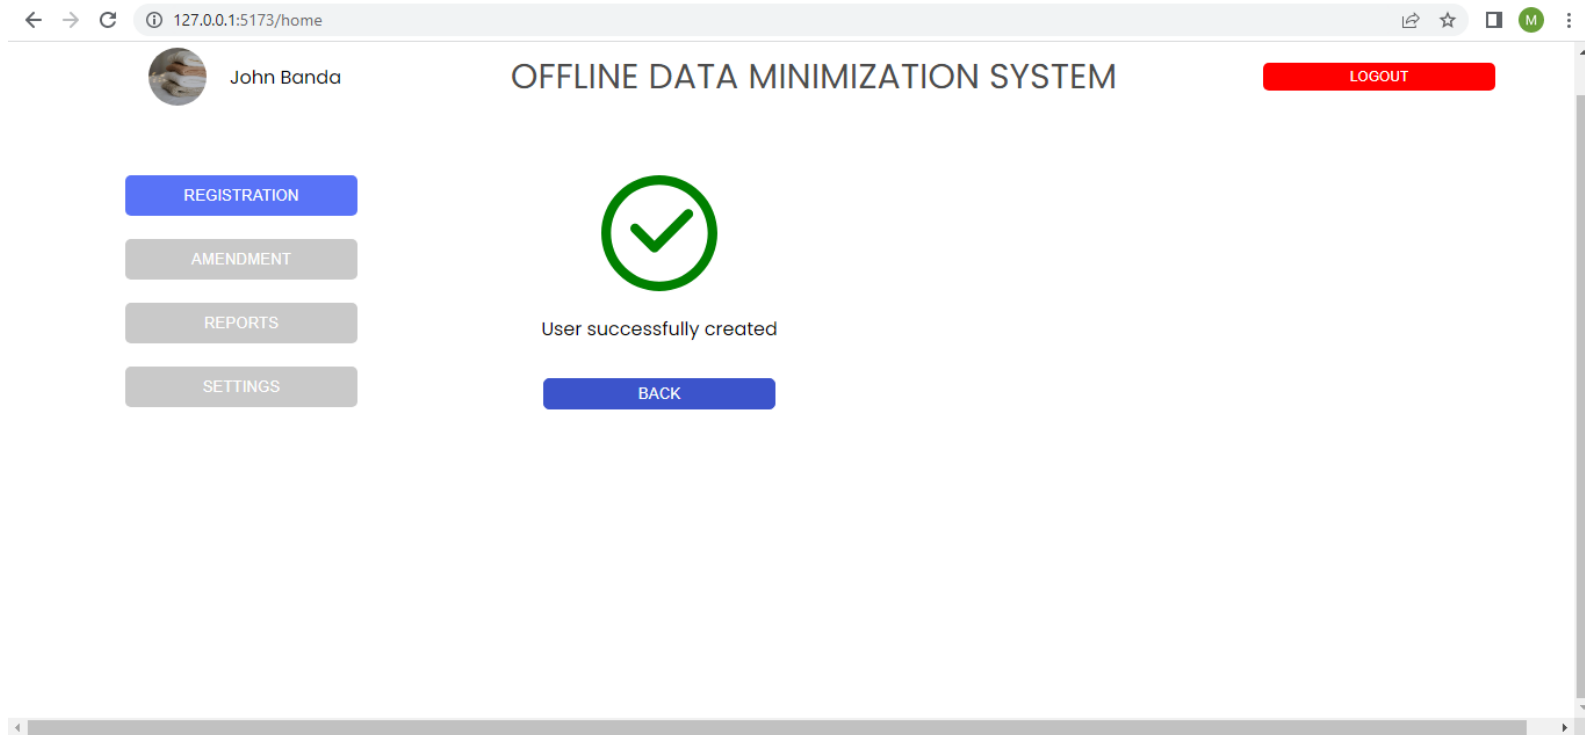 127.0.0.1:5173/home
M
John Banda
OFFLINE DATA MINIMIZATION SYSTEM
LOGOUT
REGISTRATION
AMENDMENT
REPORTS
SETTINGS
User successfully created
BACK